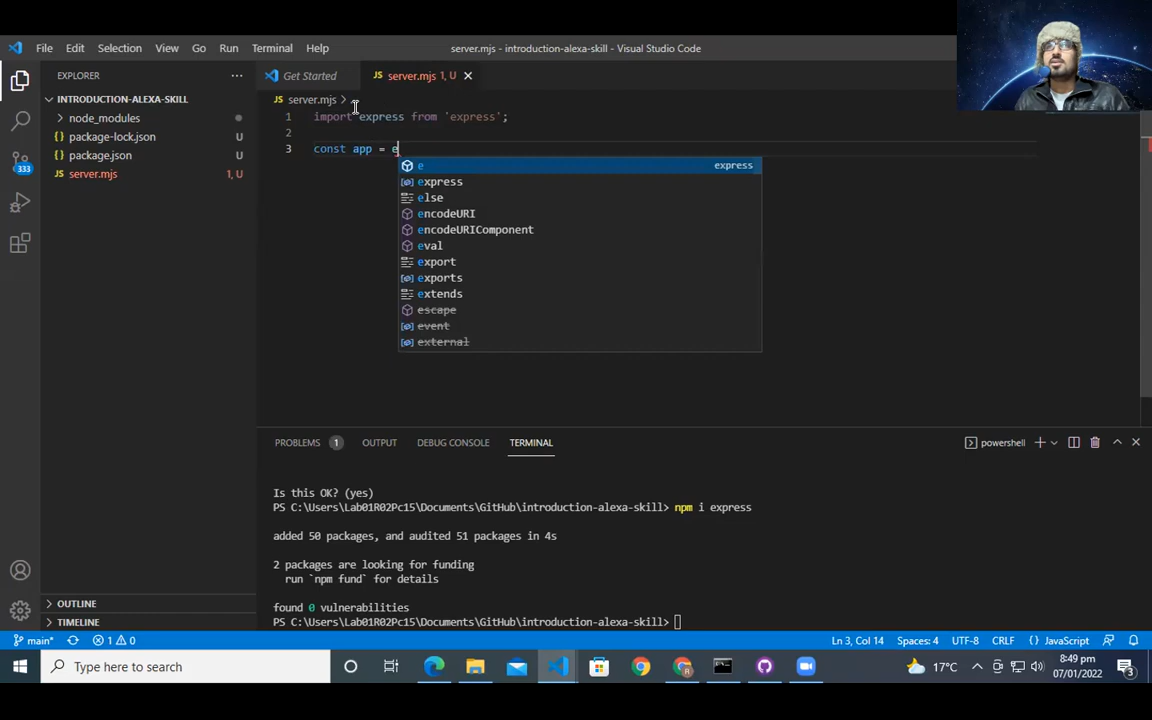 File Edit Selection View Go Run Terminal Help
server.mjs - introduction-alexa-skill - Visual Studio Code
EXPLORER
Get Started
server.mjs 1, U
INTRODUCTION-ALEXA-SKILL
node_modules
package-lock.json U
package.json U
server.mjs 1, U
server.mjs
1 import express from 'express';
2
3 const app = e
e express
express
else
encodeURI
encodeURIComponent
eval
export
exports
extends
escape
event
external
333
PROBLEMS 1 OUTPUT DEBUG CONSOLE TERMINAL
powershell
Is this OK? (yes)
PS C:\Users\Lab01R02Pc15\Documents\GitHub\introduction-alexa-skill> npm i express
added 50 packages, and audited 51 packages in 4s
2 packages are looking for funding
run `npm fund` for details
found 0 vulnerabilities
PS C:\Users\Lab01R02Pc15\Documents\GitHub\introduction-alexa-skill>
OUTLINE
TIMELINE
main* 1 0
Ln 3, Col 14 Spaces: 4 UTF-8 CRLF JavaScript
Type here to search
17°C
8:49 pm
07/01/2022
3